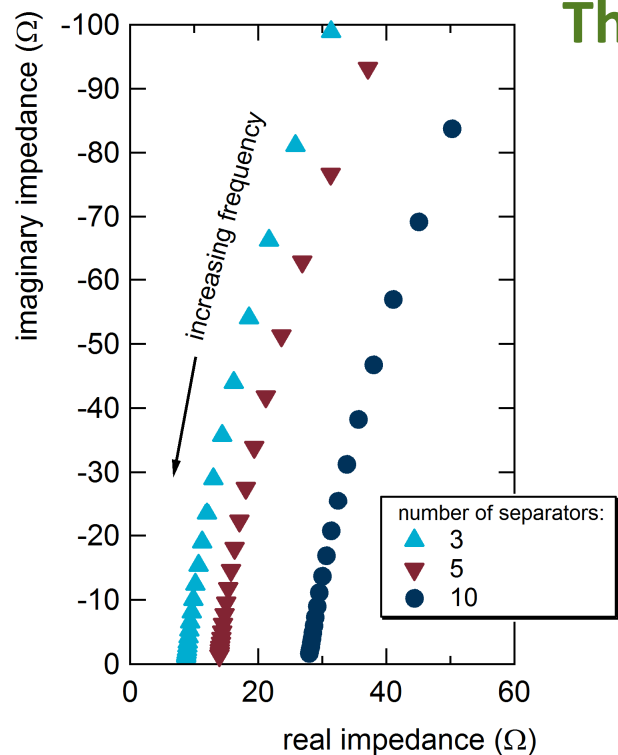 Th
imaginary impedance (Ω)
-100
-90
-80
-70
-60
-50
-40
-30
-20
-10
0
increasing frequency
number of separators:
3
5
10
0 20 40 60
real impedance (Ω)